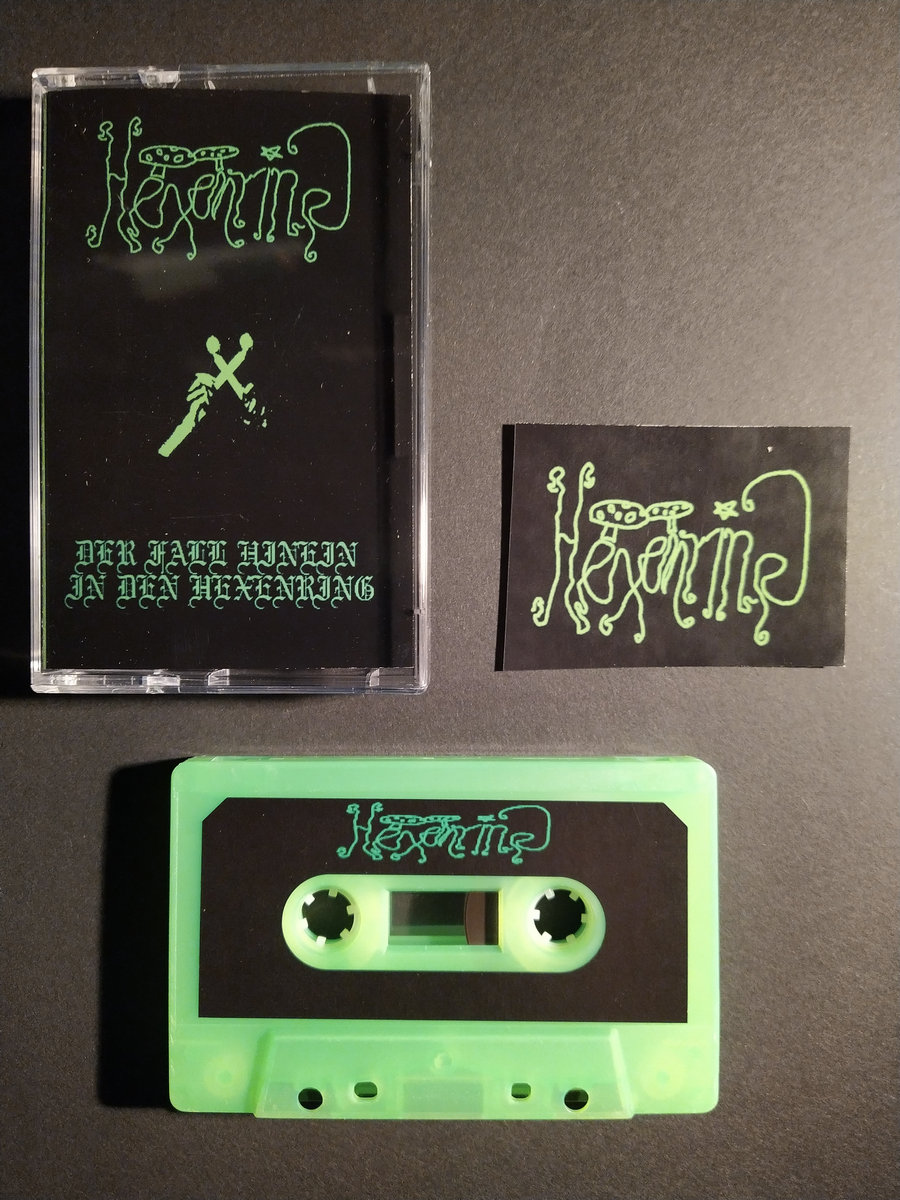 Hexenring
DER FALL HINEIN
IN DEN HEXENRING
Hexenring
Hexenring